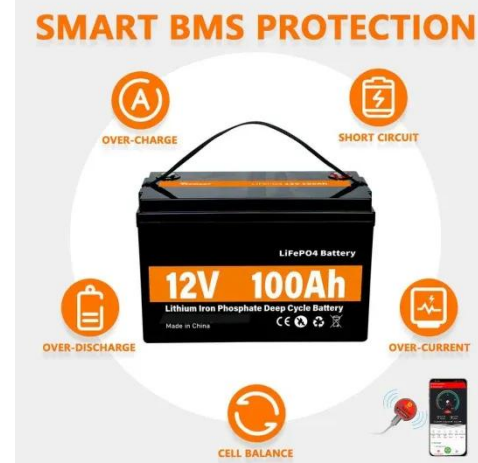 SMART BMS PROTECTION
OVER-CHARGE
SHORT CIRCUIT
LiFePO4 Battery
12V 100Ah
Lithium Iron Phosphate Deep Cycle Battery
Made in China
CE
OVER-DISCHARGE
OVER-CURRENT
CELL BALANCE